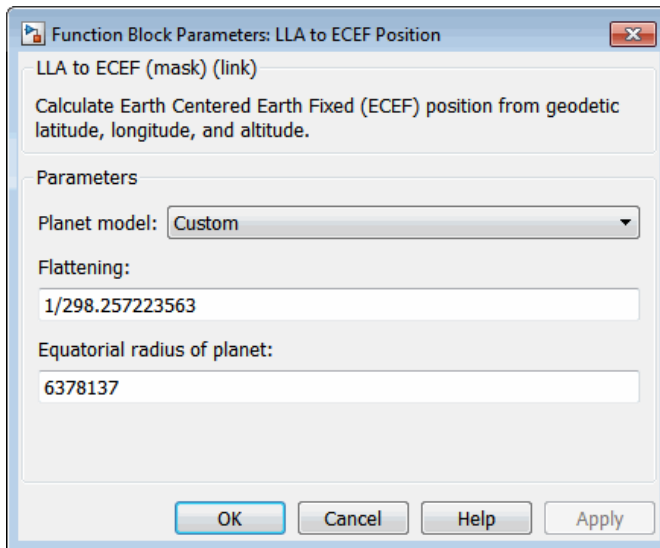 Function Block Parameters: LLA to ECEF Position
LLA to ECEF (mask) (link)
Calculate Earth Centered Earth Fixed (ECEF) position from geodetic
latitude, longitude, and altitude.
Parameters
Planet model: Custom
Flattening:
1/298.257223563
Equatorial radius of planet:
6378137
OK Cancel Help Apply